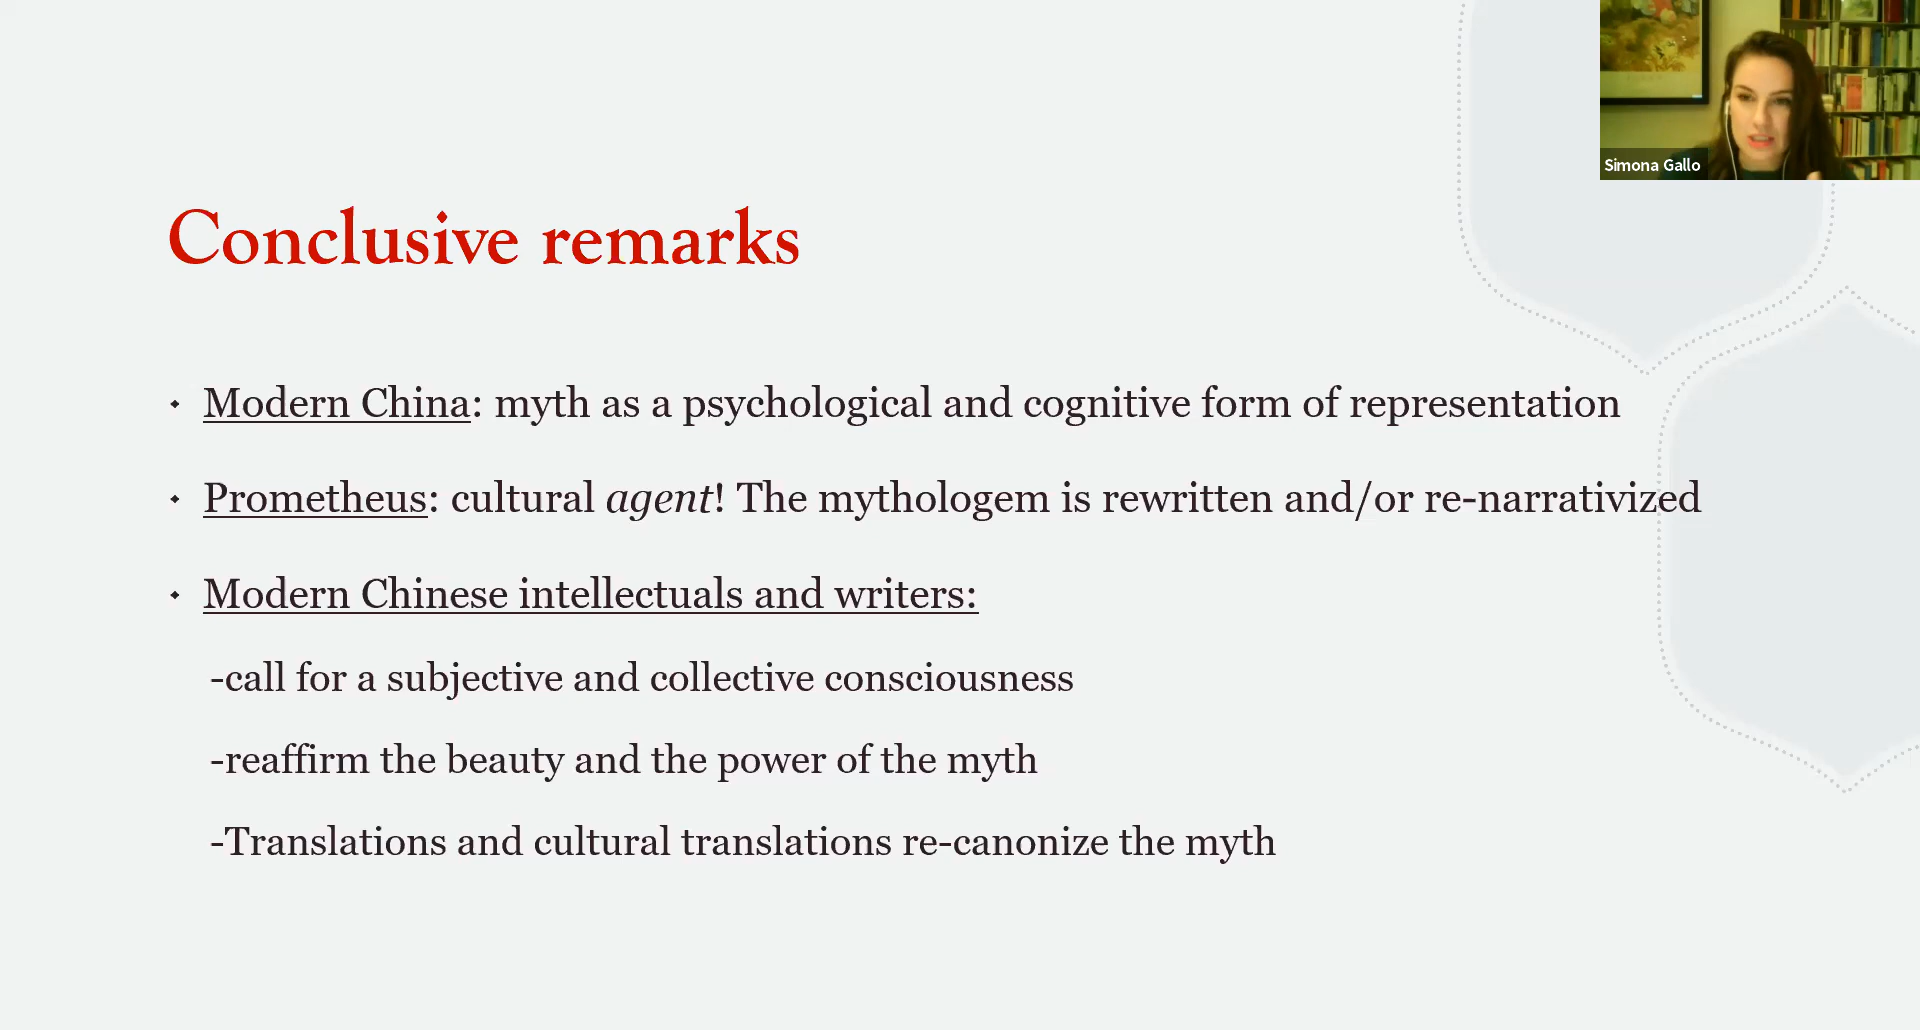 Simona Gallo
Conclusive remarks
Modern China: myth as a psychological and cognitive form of representation
Prometheus: cultural agent! The mythologem is rewritten and/or re-narrativized
Modern Chinese intellectuals and writers:
-call for a subjective and collective consciousness
-reaffirm the beauty and the power of the myth
-Translations and cultural translations re-canonize the myth